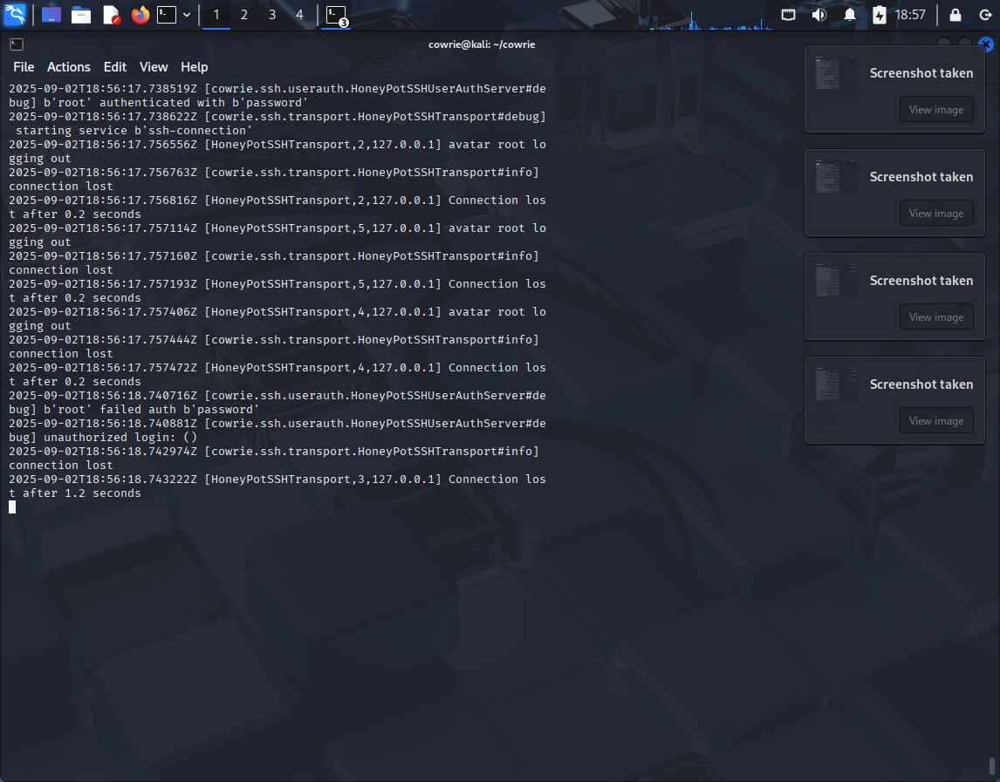 1 2 3 4 3 18:57
cowrie@kali: ~/cowrie
File Actions Edit View Help
2025-09-02T18:56:17.738519Z [cowrie.ssh.userauth.HoneyPotSSHUserAuthServer#de
bug] b'root' authenticated with b'password'
2025-09-02T18:56:17.738622Z [cowrie.ssh.transport.HoneyPotSSHTransport#debug]
 starting service b'ssh-connection'
2025-09-02T18:56:17.756556Z [HoneyPotSSHTransport,2,127.0.0.1] avatar root lo
gging out
2025-09-02T18:56:17.756763Z [cowrie.ssh.transport.HoneyPotSSHTransport#info]
connection lost
2025-09-02T18:56:17.756816Z [HoneyPotSSHTransport,2,127.0.0.1] Connection los
t after 0.2 seconds
2025-09-02T18:56:17.757114Z [HoneyPotSSHTransport,5,127.0.0.1] avatar root lo
gging out
2025-09-02T18:56:17.757160Z [cowrie.ssh.transport.HoneyPotSSHTransport#info]
connection lost
2025-09-02T18:56:17.757193Z [HoneyPotSSHTransport,5,127.0.0.1] Connection los
t after 0.2 seconds
2025-09-02T18:56:17.757406Z [HoneyPotSSHTransport,4,127.0.0.1] avatar root lo
gging out
2025-09-02T18:56:17.757444Z [cowrie.ssh.transport.HoneyPotSSHTransport#info]
connection lost
2025-09-02T18:56:17.757472Z [HoneyPotSSHTransport,4,127.0.0.1] Connection los
t after 0.2 seconds
2025-09-02T18:56:18.740716Z [cowrie.ssh.userauth.HoneyPotSSHUserAuthServer#de
bug] b'root' failed auth b'password'
2025-09-02T18:56:18.740881Z [cowrie.ssh.userauth.HoneyPotSSHUserAuthServer#de
bug] unauthorized login: ()
2025-09-02T18:56:18.742974Z [cowrie.ssh.transport.HoneyPotSSHTransport#info]
connection lost
2025-09-02T18:56:18.743222Z [HoneyPotSSHTransport,3,127.0.0.1] Connection los
t after 1.2 seconds
Screenshot taken
View image
Screenshot taken
View image
Screenshot taken
View image
Screenshot taken
View image